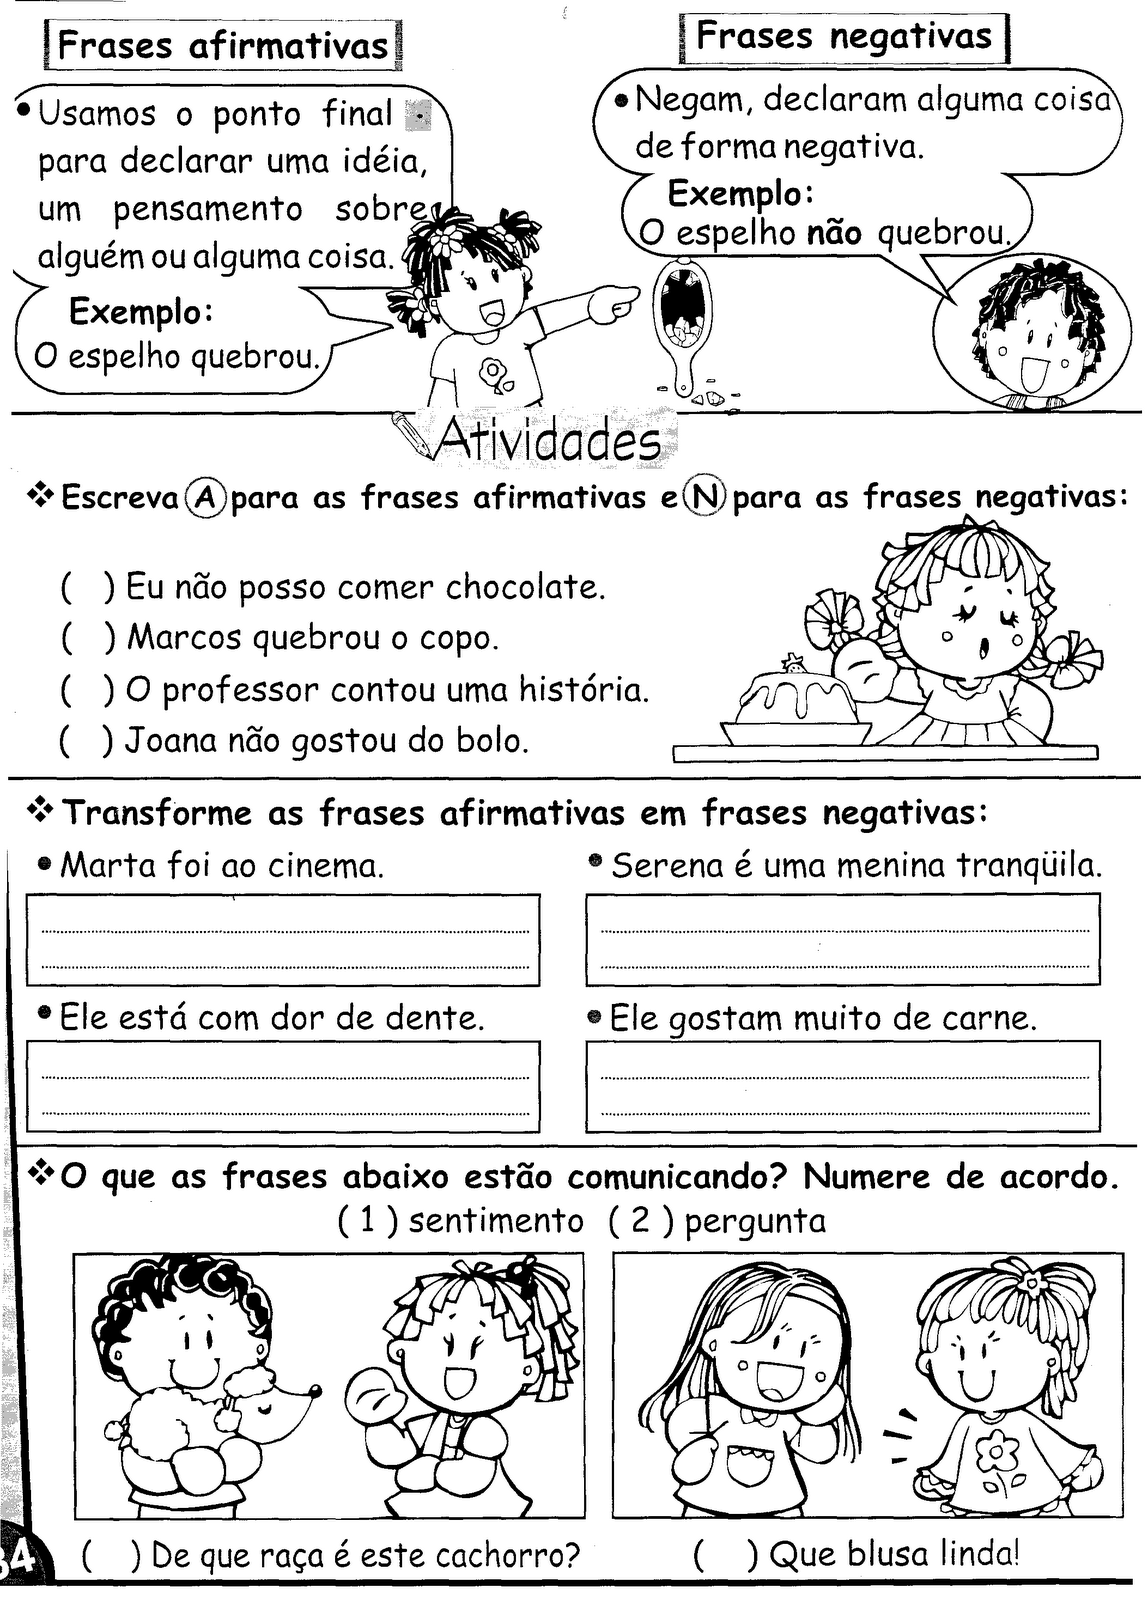 Frases afirmativas
• Usamos o ponto final .
para declarar uma idéia,
um pensamento sobre
alguém ou alguma coisa.
Exemplo:
O espelho quebrou.
Frases negativas
• Negam, declaram alguma coisa
de forma negativa.
Exemplo:
O espelho não quebrou.
Atividades
❖ Escreva A para as frases afirmativas e N para as frases negativas:
( ) Eu não posso comer chocolate.
( ) Marcos quebrou o copo.
( ) O professor contou uma história.
( ) Joana não gostou do bolo.
❖ Transforme as frases afirmativas em frases negativas:
• Marta foi ao cinema.
• Serena é uma menina tranqüila.
• Ele está com dor de dente.
• Ele gostam muito de carne.
❖ O que as frases abaixo estão comunicando? Numere de acordo.
( 1 ) sentimento ( 2 ) pergunta
( ) De que raça é este cachorro?
( ) Que blusa linda!